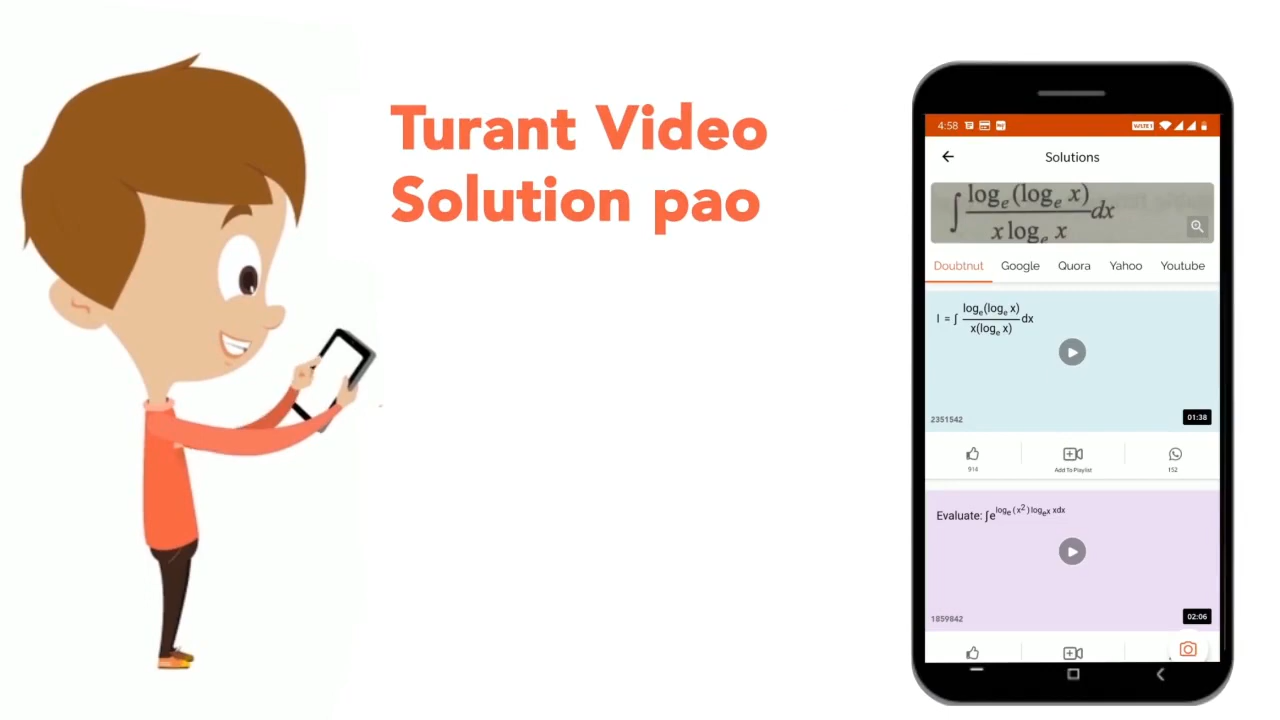 Turant Video
Solution pao
4:58
VoLTE1
Solutions
∫ logₑ(logₑ x) / x logₑ x dx
Doubtnut Google Quora Yahoo Youtube
I = ∫ logₑ(logₑ x) / x(logₑ x) dx
2351542 01:38
914 Add To Playlist 152
Evaluate: ∫e^logₑ(x²)logₑx xdx
1859842 02:06